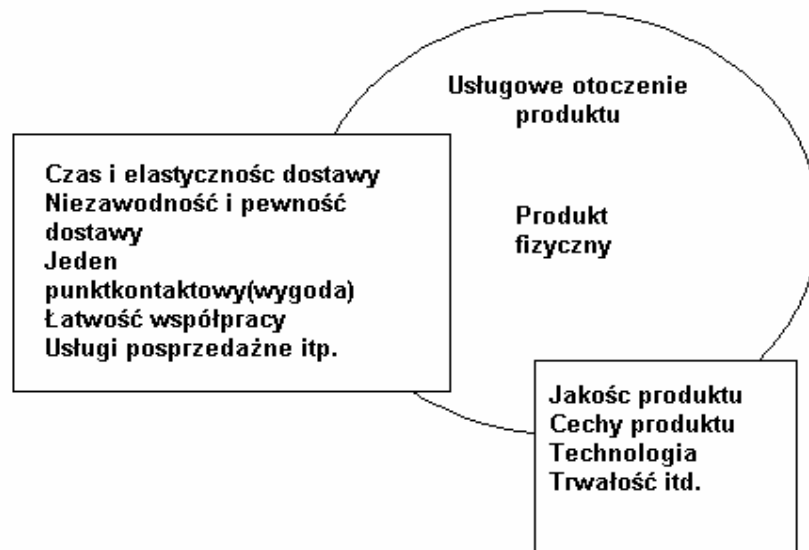 Usługowe otoczenie
produktu
Czas i elastycznośc dostawy
Niezawodność i pewność
dostawy
Jeden
punktkontaktowy(wygoda)
Łatwość współpracy
Usługi posprzedażne itp.
Produkt
fizyczny
Jakośc produktu
Cechy produktu
Technologia
Trwałość itd.